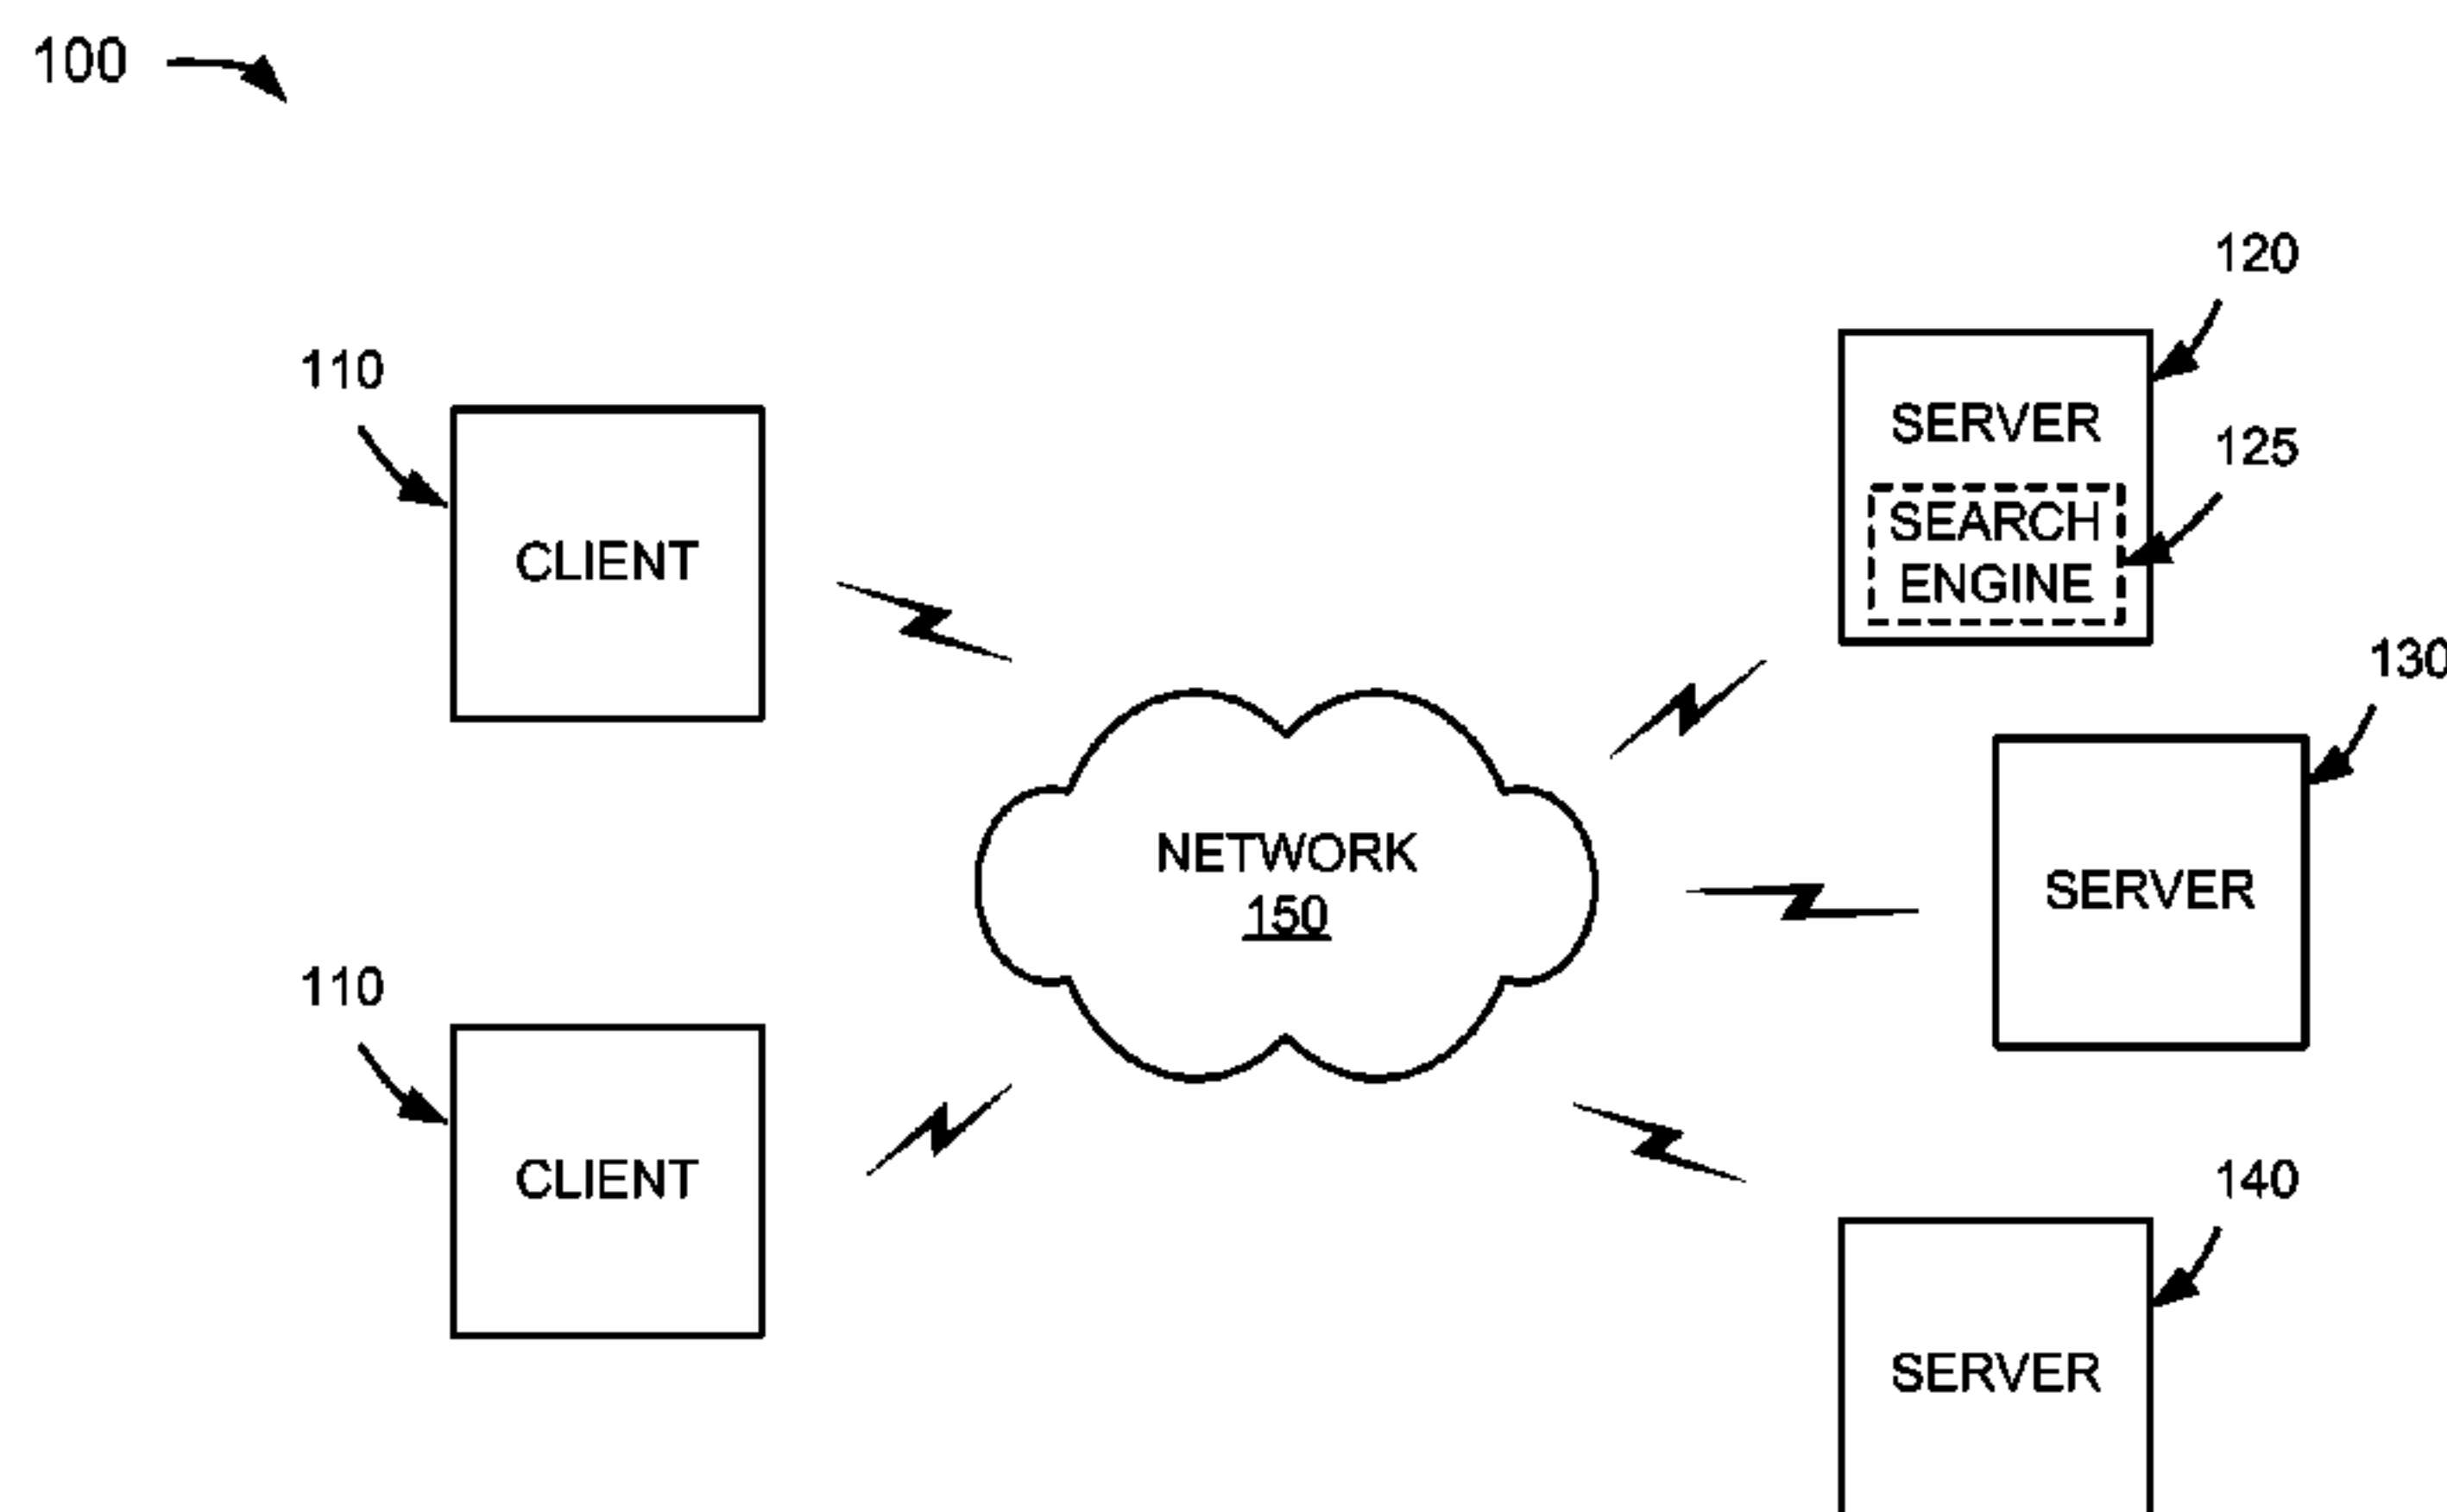 100
120
110
SERVER
125
SEARCH
ENGINE
CLIENT
130
NETWORK
150
SERVER
110
CLIENT
140
SERVER